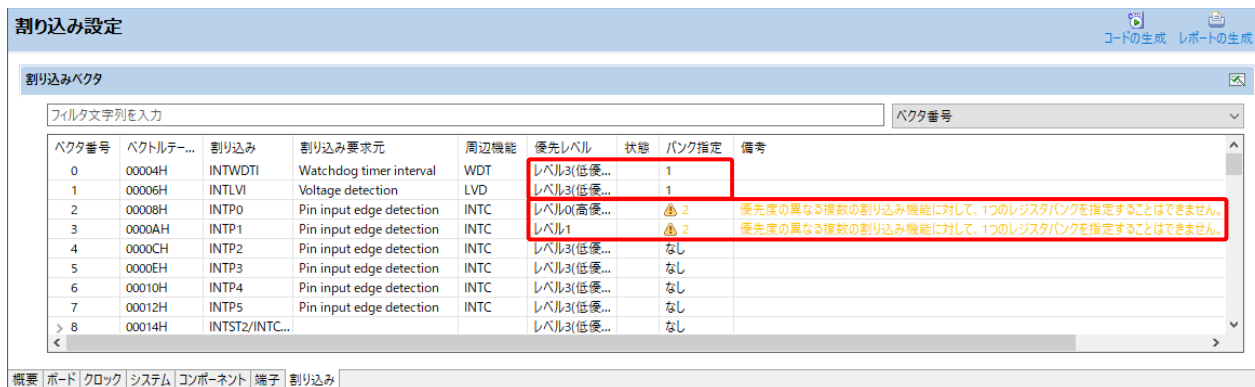 割り込み設定
コードの生成 レポートの生成
割り込みベクタ
フィルタ文字列を入力 ベクタ番号
ベクタ番号 ベクトルテー... 割り込み 割り込み要求元 周辺機能 優先レベル 状態 バンク指定 備考
0 00004H INTWDTI Watchdog timer interval WDT レベル3(低優... 1
1 00006H INTLVI Voltage detection LVD レベル3(低優... 1
2 00008H INTP0 Pin input edge detection INTC レベル0(高優... 2 優先度の異なる複数の割り込み機能に対して、1つのレジスタバンクを指定することはできません。
3 0000AH INTP1 Pin input edge detection INTC レベル1 2 優先度の異なる複数の割り込み機能に対して、1つのレジスタバンクを指定することはできません。
4 0000CH INTP2 Pin input edge detection INTC レベル3(低優... なし
5 0000EH INTP3 Pin input edge detection INTC レベル3(低優... なし
6 00010H INTP4 Pin input edge detection INTC レベル3(低優... なし
7 00012H INTP5 Pin input edge detection INTC レベル3(低優... なし
> 8 00014H INTST2/INTC... レベル3(低優... なし
概要 ボード クロック システム コンポーネント 端子 割り込み